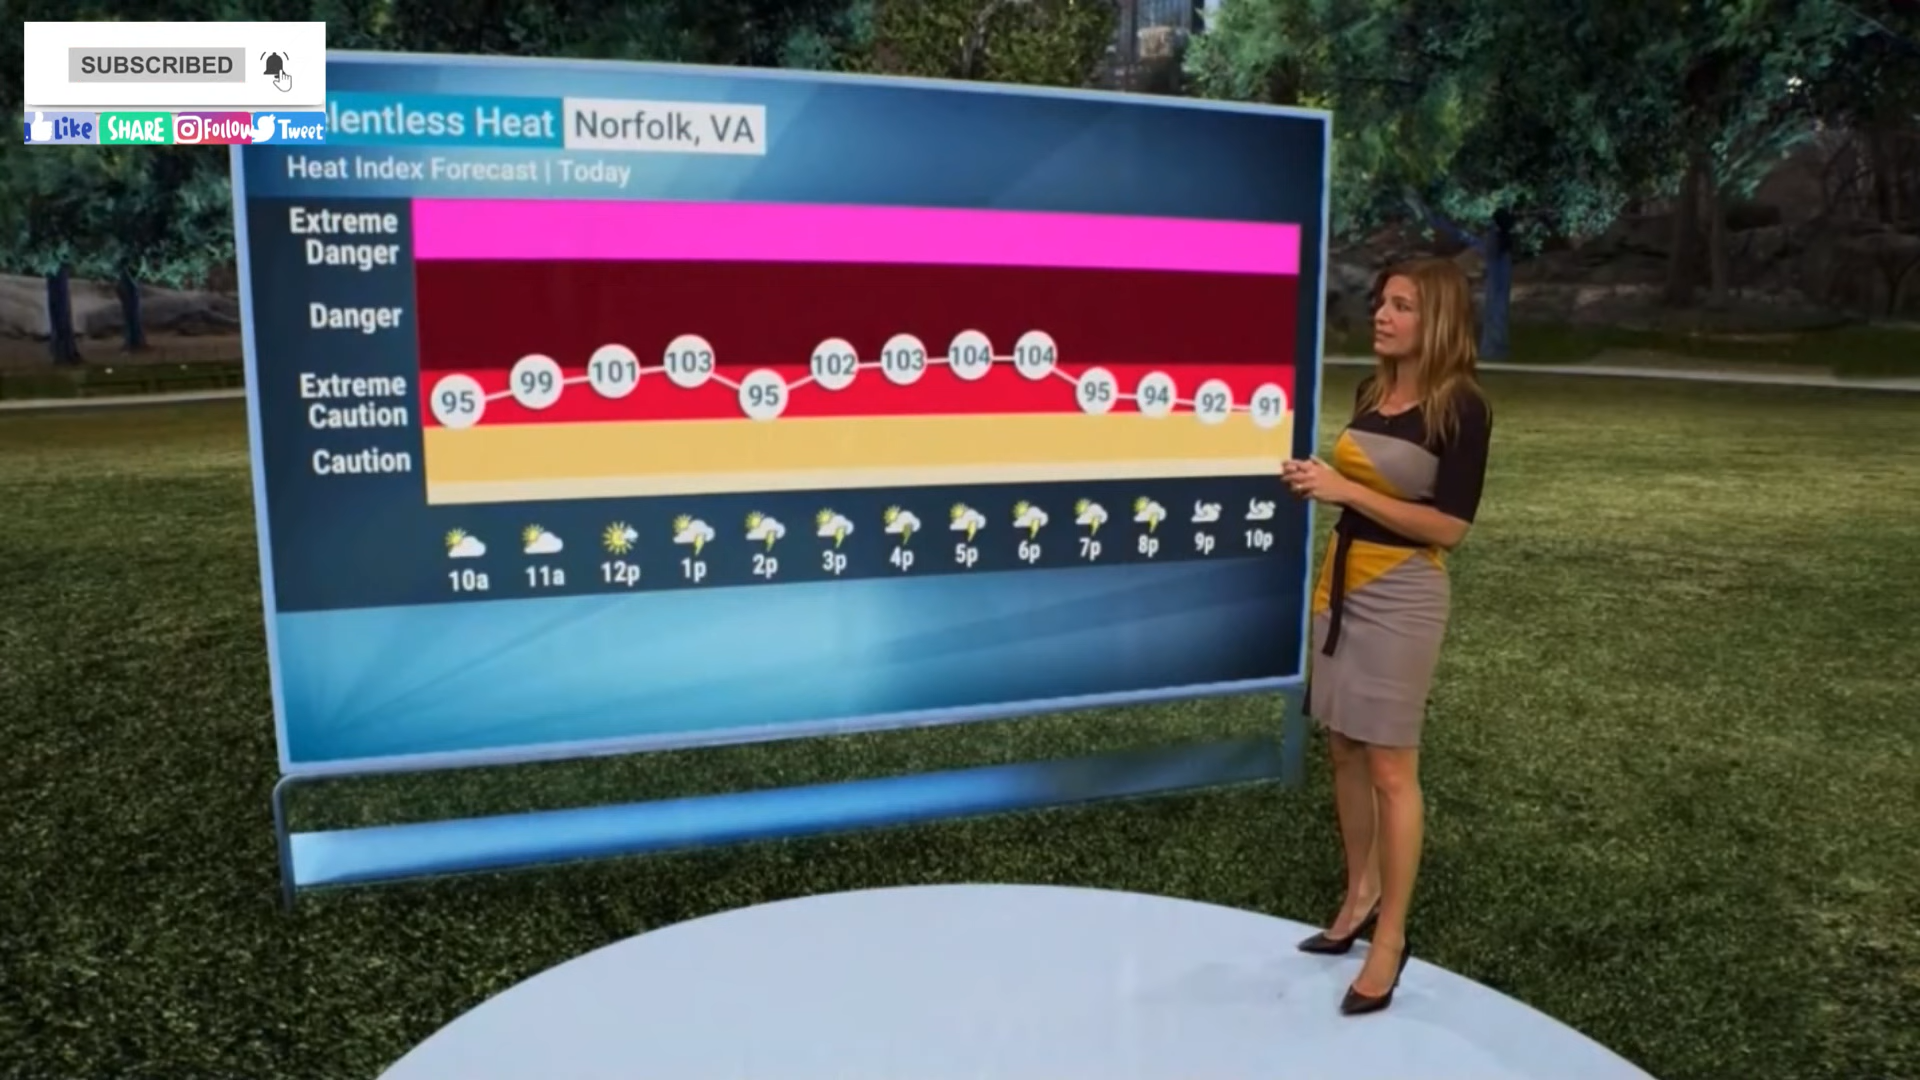 SUBSCRIBED
Like SHARE Follow Tweet
elentless Heat Norfolk, VA
Heat Index Forecast | Today
Extreme
Danger
Danger
Extreme
Caution
Caution
95 99 101 103 95 102 103 104 104 95 94 92 91
10a 11a 12p 1p 2p 3p 4p 5p 6p 7p 8p 9p 10p